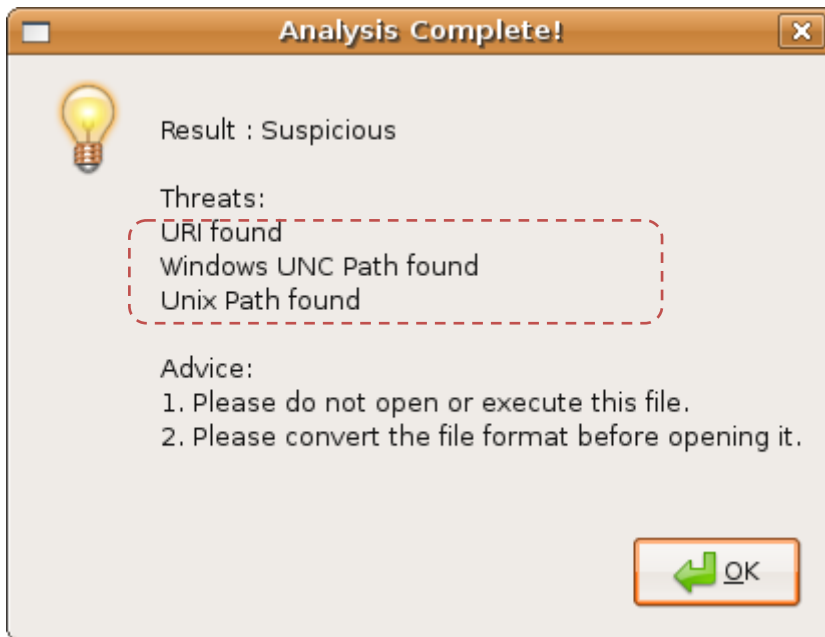 Analysis Complete!
Result : Suspicious
Threats:
URI found
Windows UNC Path found
Unix Path found
Advice:
1. Please do not open or execute this file.
2. Please convert the file format before opening it.
OK